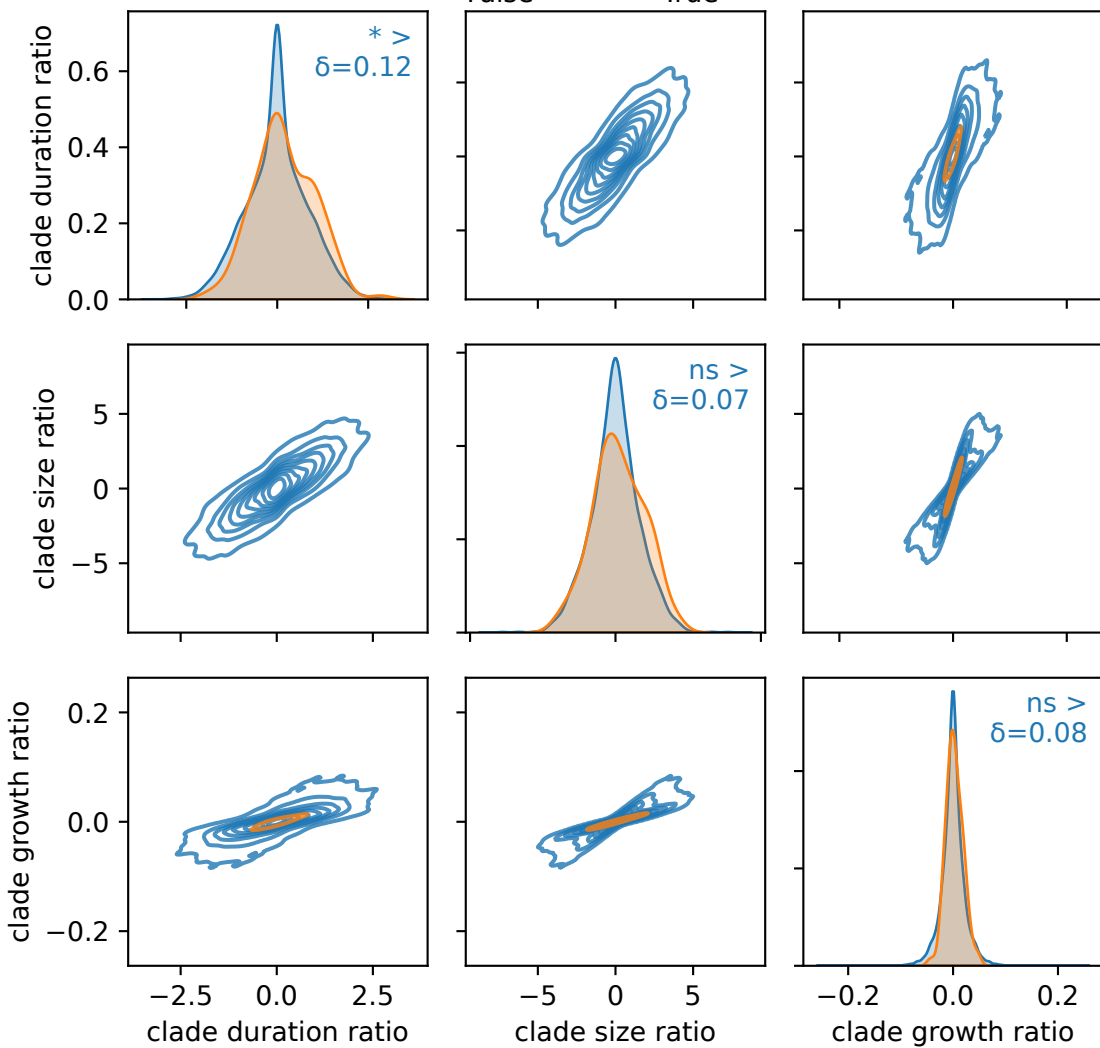 clade duration ratio
0.6
0.4
0.2
0.0
* >
δ=0.12
clade size ratio
5
0
−5
ns >
δ=0.07
clade growth ratio
0.2
0.0
−0.2
ns >
δ=0.08
−2.5 0.0 2.5
−5 0 5
−0.2 0.0 0.2
clade duration ratio
clade size ratio
clade growth ratio